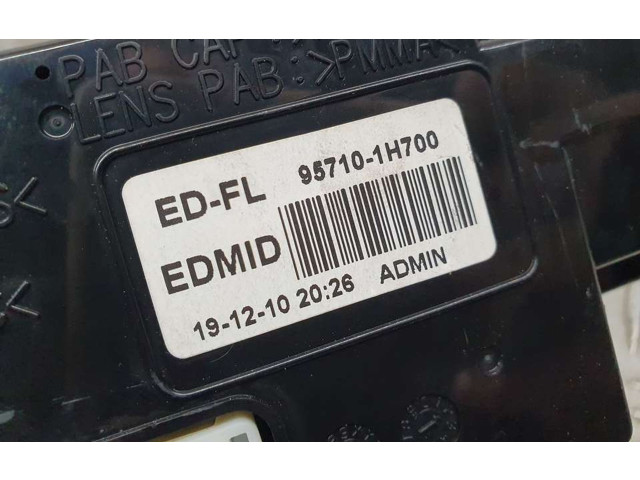 PAB CAP
LENS PAB: >PMMA<
ED-FL 95710-1H700
EDMID
19-12-10 20:26 ADMIN